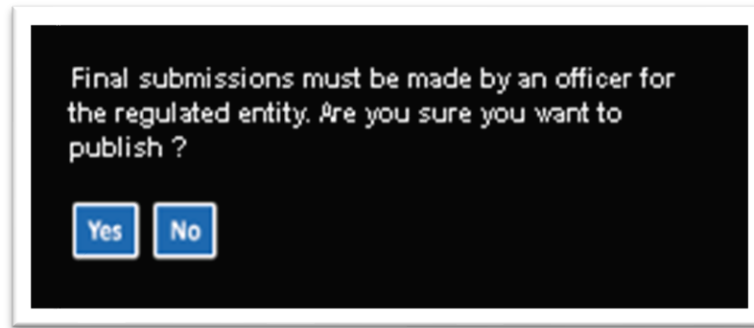 Final submissions must be made by an officer for
the regulated entity. Are you sure you want to
publish ?
Yes No